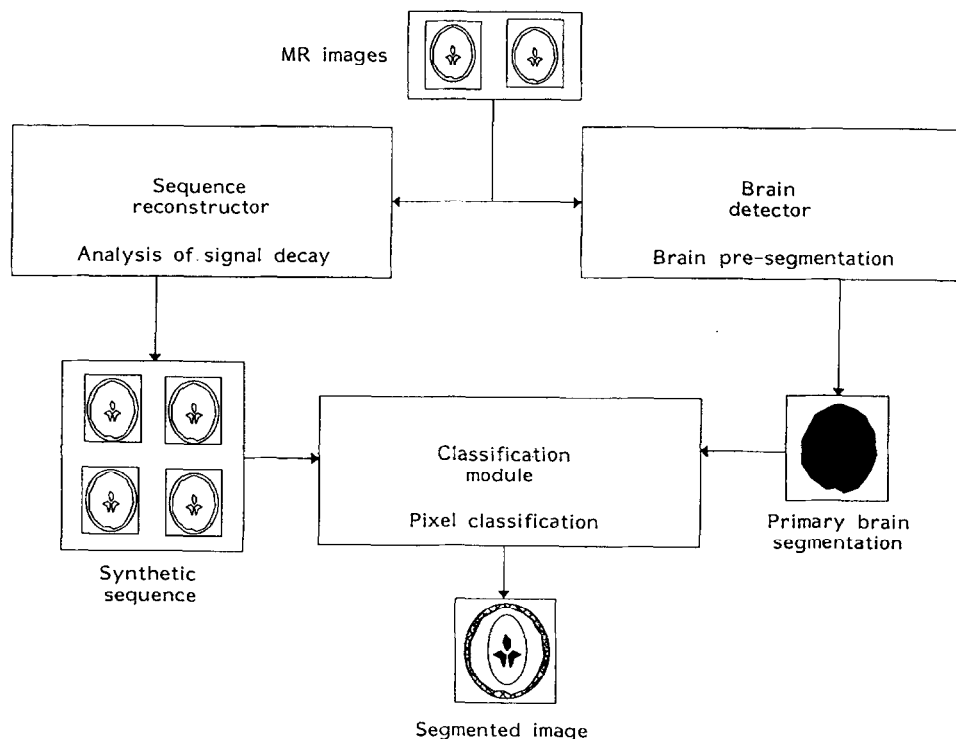 MR images
Sequence
reconstructor
Analysis of signal decay
Brain
detector
Brain pre-segmentation
Classification
module
Pixel classification
Primary brain
segmentation
Synthetic
sequence
Segmented image